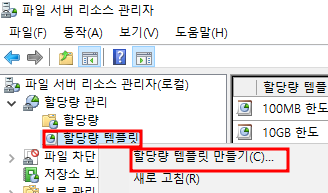 파일 서버 리소스 관리자
파일(F) 동작(A) 보기(V) 도움말(H)
파일 서버 리소스 관리자(로컬)
할당량 관리
할당량
할당량 템플릿
파일 차단
저장소 보
할당량 템플릿 만들기(C)...
새로 고침(R)
할당량 템플
100MB 한도
10GB 한도